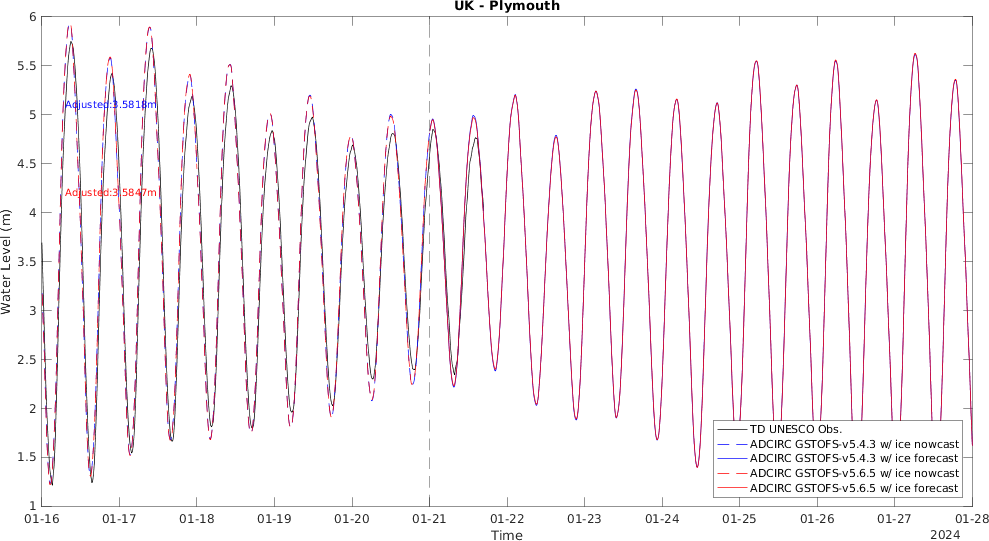 UK - Plymouth
6
5.5
5
4.5
4
3.5
3
2.5
2
1.5
1
Water Level (m)
Adjusted:3.5818m
Adjusted:3.5847m
TD UNESCO Obs.
ADCIRC GSTOFS-v5.4.3 w/ ice nowcast
ADCIRC GSTOFS-v5.4.3 w/ ice forecast
ADCIRC GSTOFS-v5.6.5 w/ ice nowcast
ADCIRC GSTOFS-v5.6.5 w/ ice forecast
01-16 01-17 01-18 01-19 01-20 01-21 01-22 01-23 01-24 01-25 01-26 01-27 01-28
Time
2024